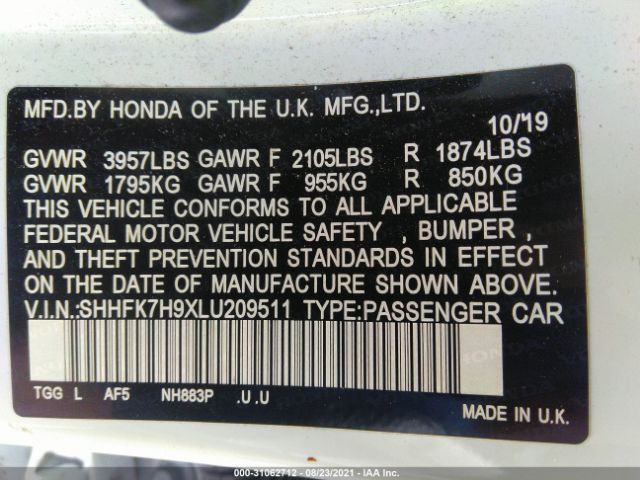 MFD.BY HONDA OF THE U.K. MFG.,LTD.
10/'19
GVWR 3957LBS GAWR F 2105LBS R 1874LBS
GVWR 1795KG GAWR F 955KG R 850KG
THIS VEHICLE CONFORMS TO ALL APPLICABLE
FEDERAL MOTOR VEHICLE SAFETY , BUMPER ,
AND THEFT PREVENTION STANDARDS IN EFFECT
ON THE DATE OF MANUFACTURE SHOWN ABOVE.
V.I.N.:SHHFK7H9XLU209511 TYPE:PASSENGER CAR
TGG L AF5 NH883P .U .U
MADE IN U.K.
000-31062712 - 08/23/2021 - IAA Inc.